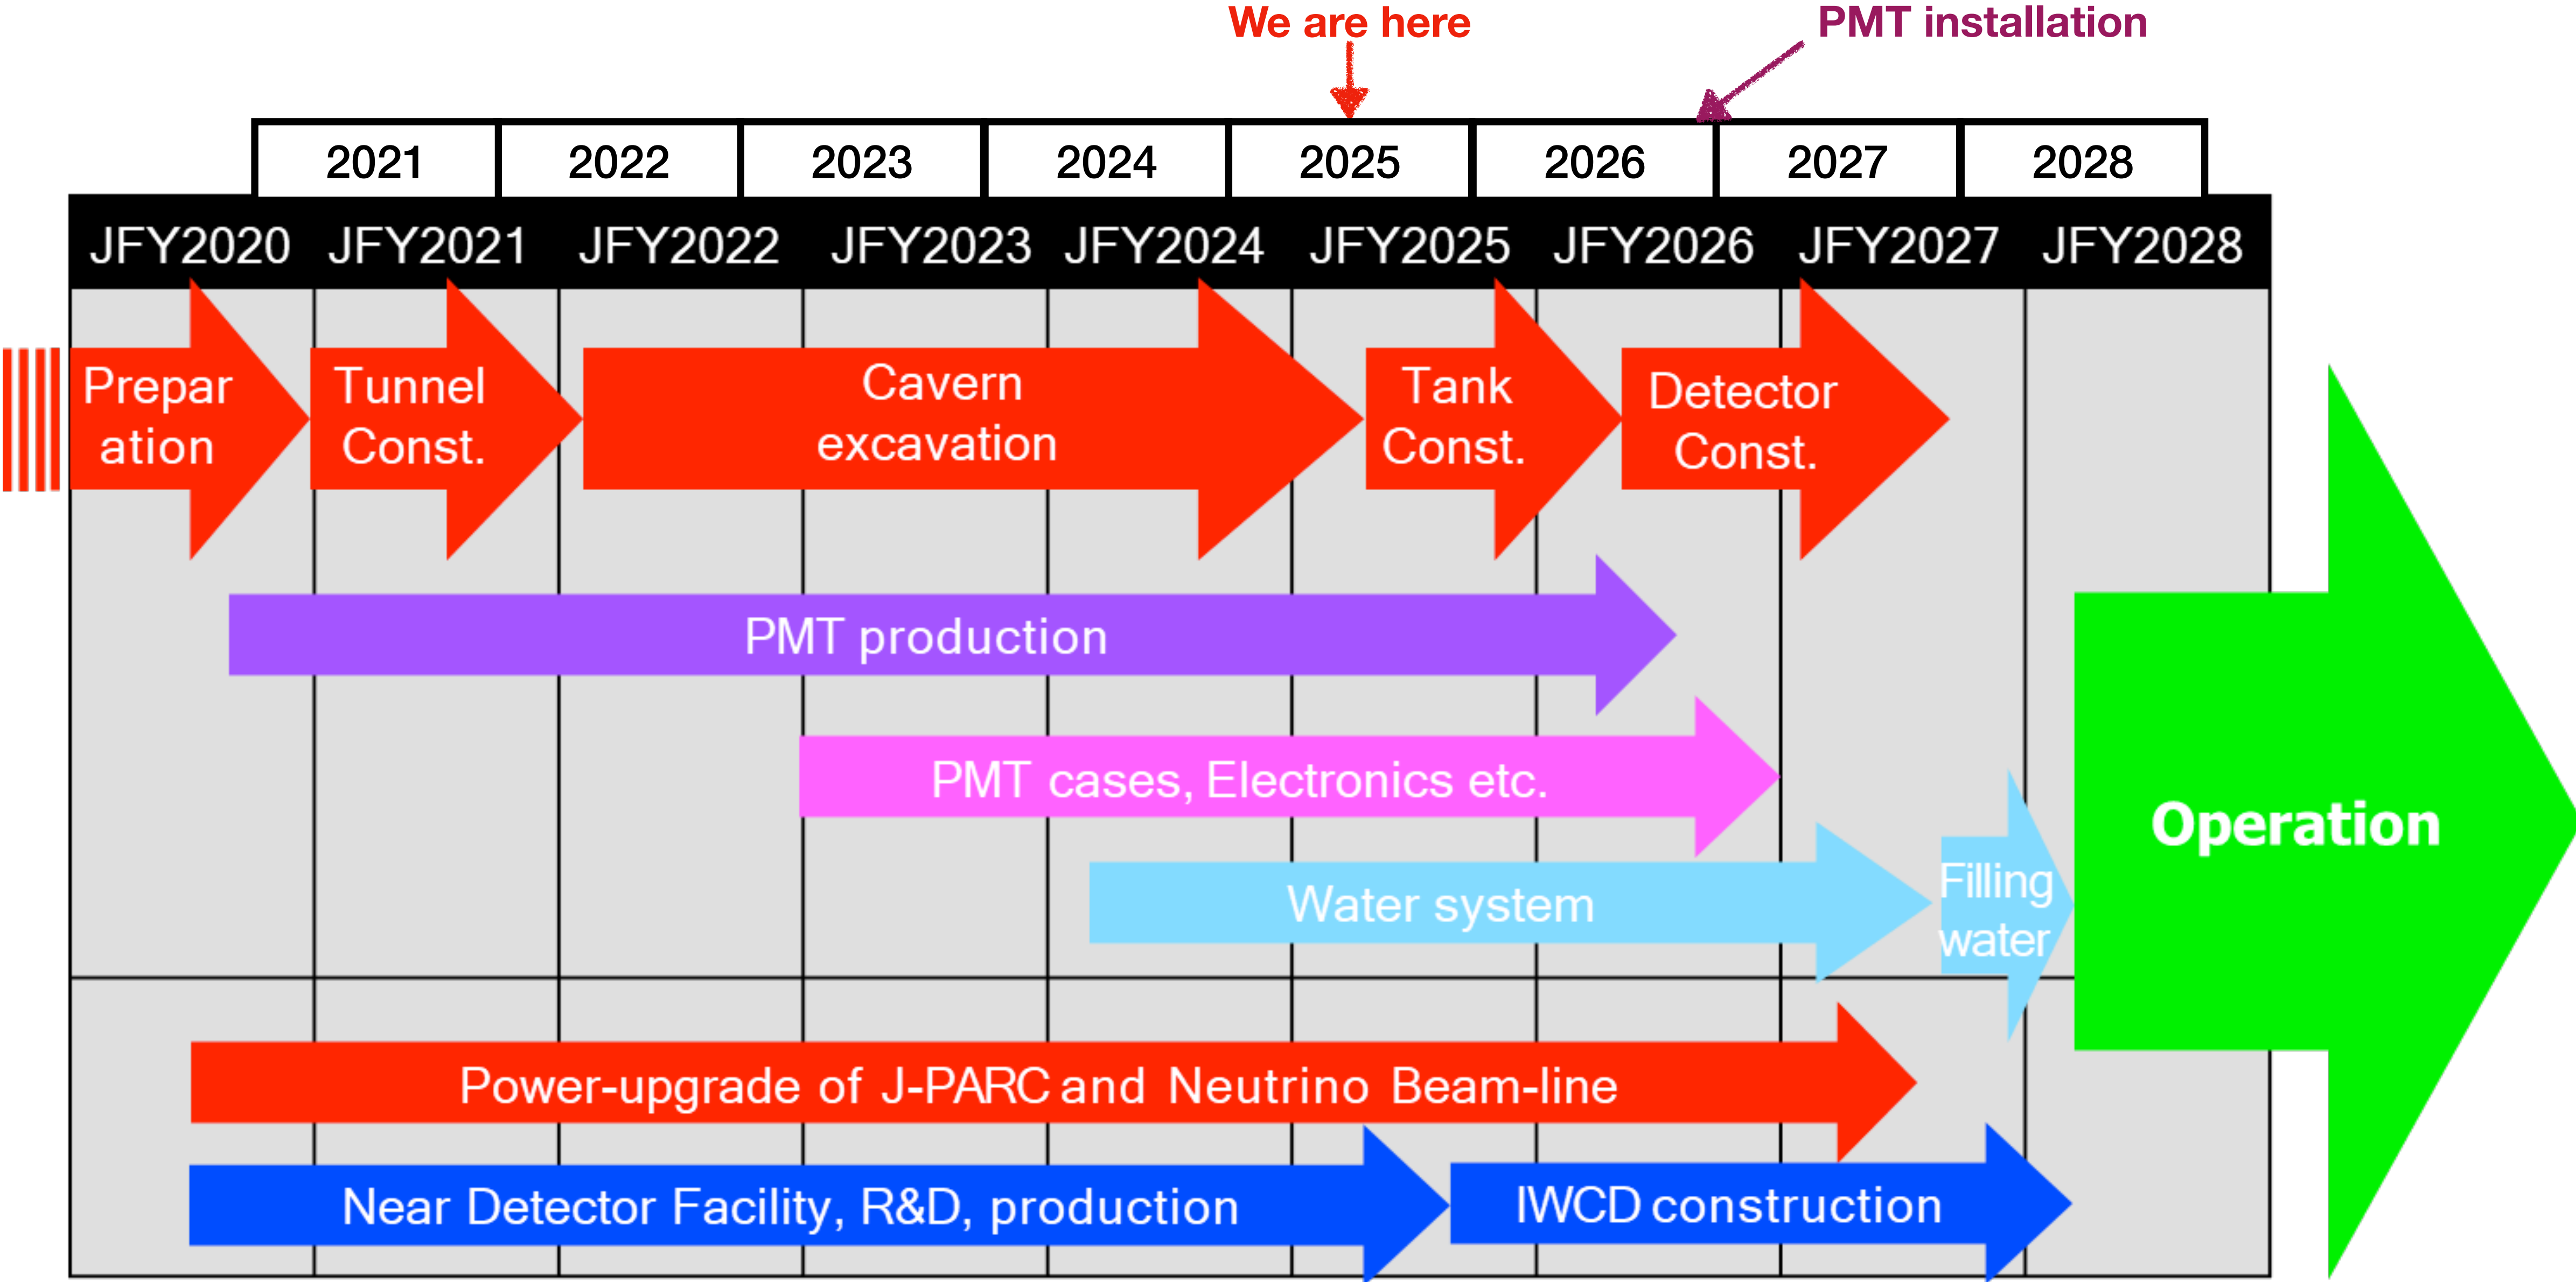 We are here
PMT installation
2021 2022 2023 2024 2025 2026 2027 2028
JFY2020 JFY2021 JFY2022 JFY2023 JFY2024 JFY2025 JFY2026 JFY2027 JFY2028
Prepar
ation
Tunnel
Const.
Cavern
excavation
Tank
Const.
Detector
Const.
PMT production
PMT cases, Electronics etc.
Water system
Filling
water
Operation
Power-upgrade of J-PARC and Neutrino Beam-line
Near Detector Facility, R&D, production
IWCD construction